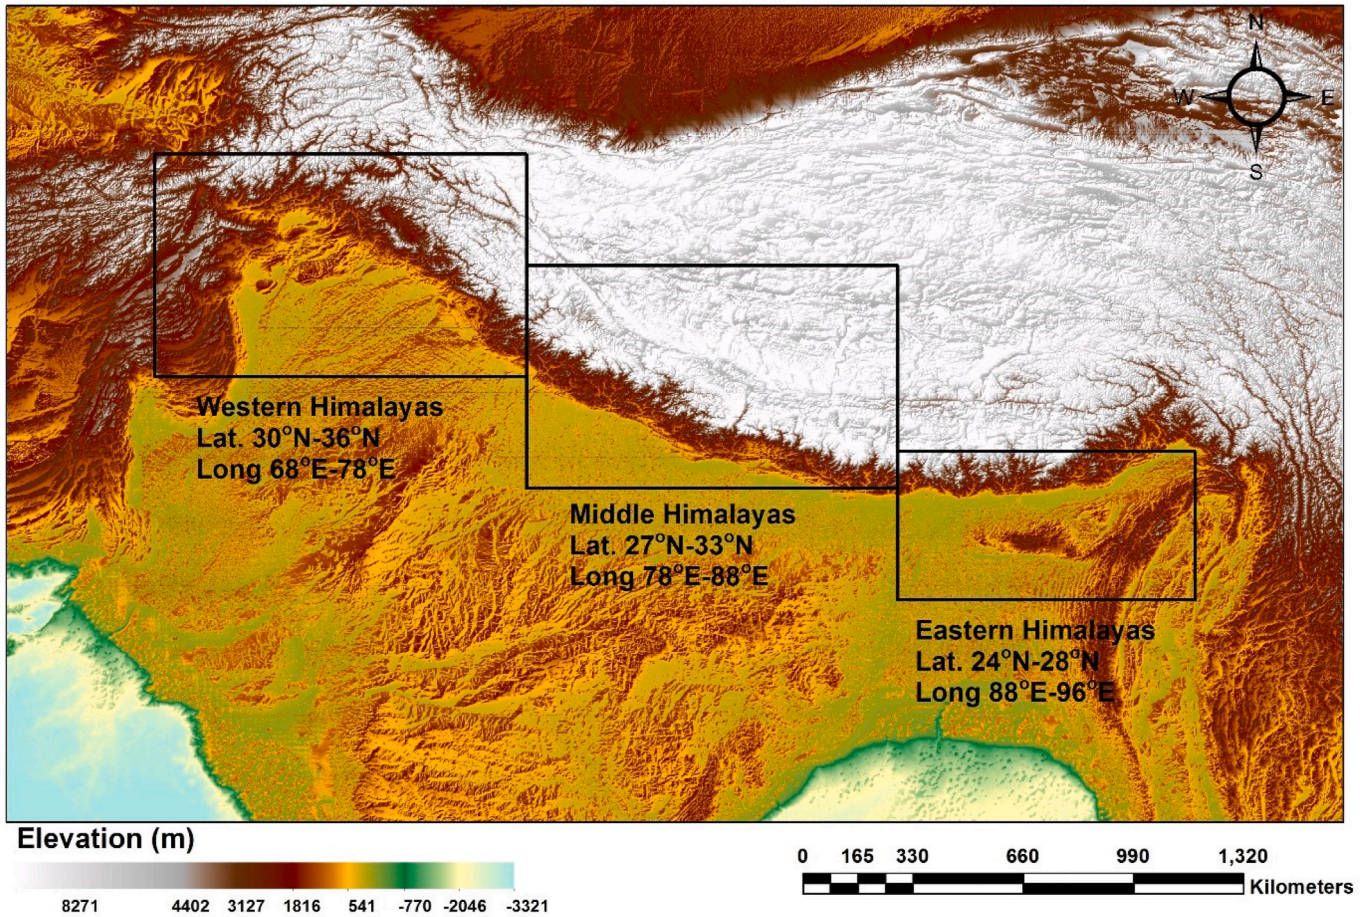 N
W E
S
Western Himalayas
Lat. 30°N-36°N
Long 68°E-78°E
Middle Himalayas
Lat. 27°N-33°N
Long 78°E-88°E
Eastern Himalayas
Lat. 24°N-28°N
Long 88°E-96°E
Elevation (m)
8271 4402 3127 1816 541 -770 -2046 -3321
0 165 330 660 990 1,320
Kilometers